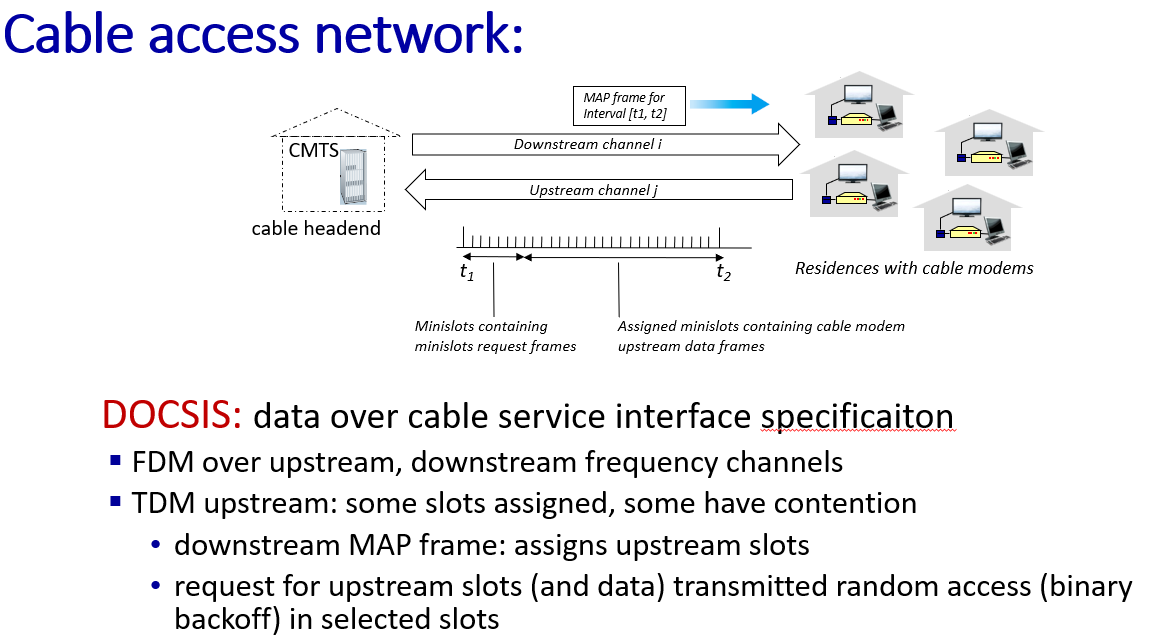 Cable access network:
MAP frame for
Interval [t1, t2]
CMTS
Downstream channel i
Upstream channel j
cable headend
t1
t2
Residences with cable modems
Minislots containing
minislots request frames
Assigned minislots containing cable modem
upstream data frames
DOCSIS: data over cable service interface specificaiton
▪ FDM over upstream, downstream frequency channels
▪ TDM upstream: some slots assigned, some have contention
• downstream MAP frame: assigns upstream slots
• request for upstream slots (and data) transmitted random access (binary
backoff) in selected slots